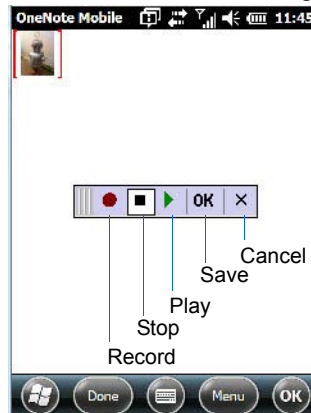 OneNote Mobile 11:45
OK
Cancel
Save
Play
Stop
Record
Done Menu OK